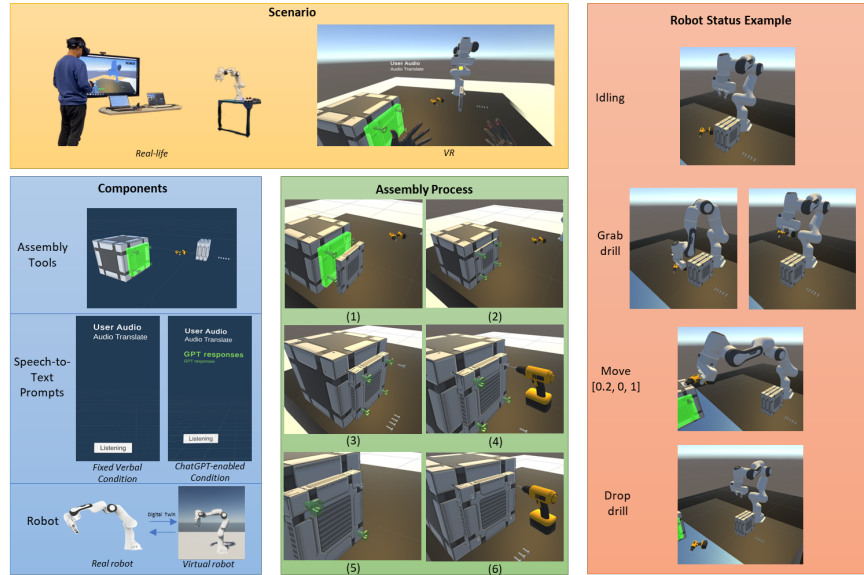 Scenario
User Audio
Audio Translate
Real-life
VR
Components
Assembly
Tools
Speech-to-
Text
Prompts
User Audio
Audio Translate
Listening
User Audio
Audio Translate
GPT responses
GPT responses
Listening
Fixed Verbal
Condition
ChatGPT-enabled
Condition
Robot
Digital Twin
Real robot
Virtual robot
Assembly Process
(1)
(2)
(3)
(4)
(5)
(6)
Robot Status Example
Idling
Grab
drill
Move
[0.2, 0, 1]
Drop
drill